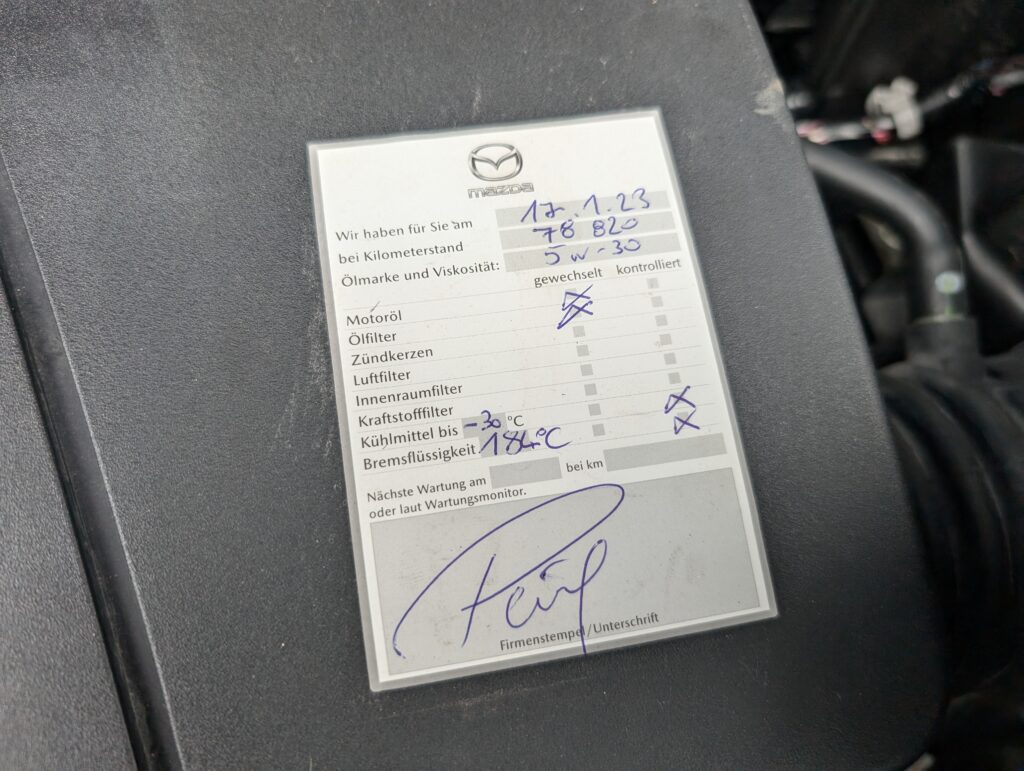 mazda
Wir haben für Sie am 17.1.23
bei Kilometerstand 78 820
Ölmarke und Viskosität: 5w-30
gewechselt kontrolliert
Motoröl
Ölfilter
Zündkerzen
Luftfilter
Innenraumfilter
Kraftstofffilter
Kühlmittel bis -30 °C
Bremsflüssigkeit 184°C
Nächste Wartung am bei km
oder laut Wartungsmonitor.
Firmenstempel/Unterschrift